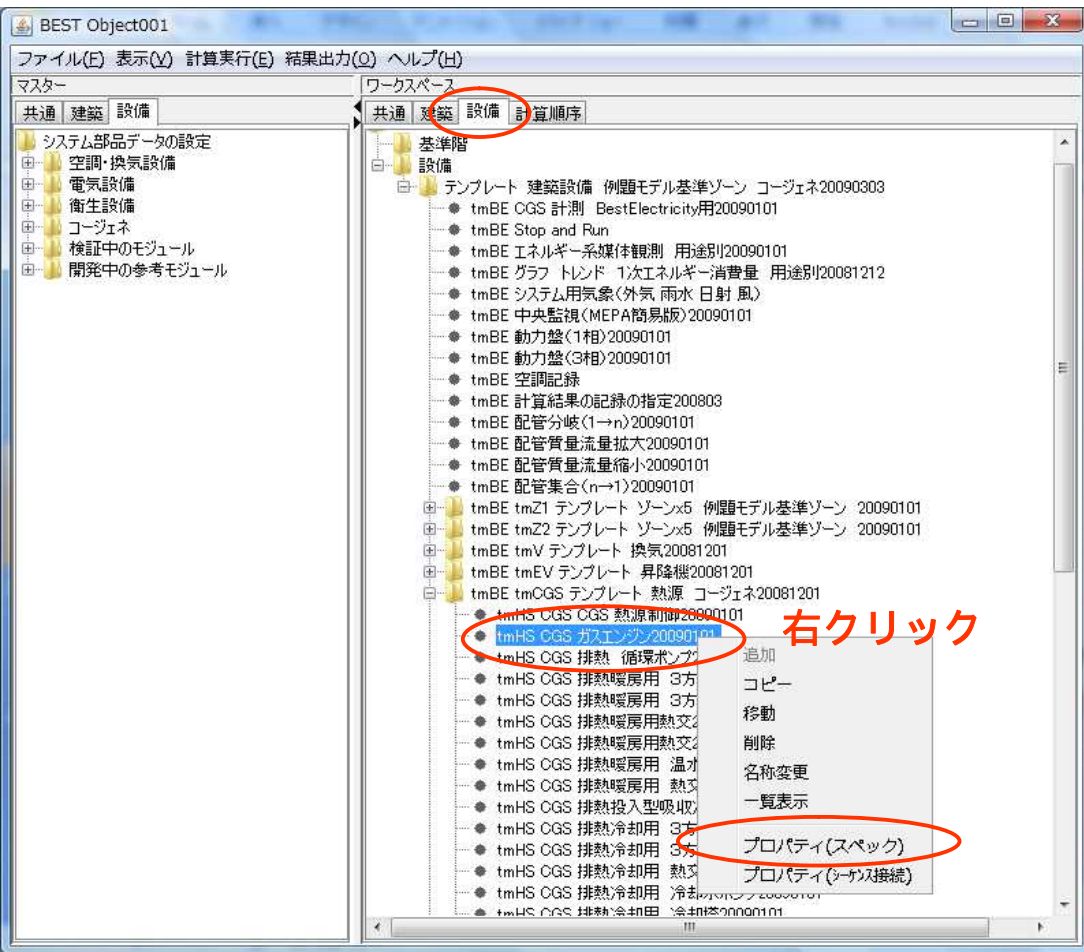 BEST Object001
ファイル(F) 表示(V) 計算実行(E) 結果出力(O) ヘルプ(H)
マスター
共通 建築 設備
システム部品データの設定
空調・換気設備
電気設備
衛生設備
コージェネ
検証中のモジュール
開発中の参考モジュール
ワークスペース
共通 建築 設備 計算順序
基準階
設備
テンプレート 建築設備 例題モデル基準ゾーン コージェネ20090303
tmBE CGS 計測 BestElectricity用20090101
tmBE Stop and Run
tmBE エネルギー系媒体観測 用途別20090101
tmBE グラフ トレンド 1次エネルギー消費量 用途別20081212
tmBE システム用気象(外気 雨水 日射 風)
tmBE 中央監視(MEPA簡易版)20090101
tmBE 動力盤(1相)20090101
tmBE 動力盤(3相)20090101
tmBE 空調記録
tmBE 計算結果の記録の指定200803
tmBE 配管分岐(1→n)20090101
tmBE 配管質量流量拡大20090101
tmBE 配管質量流量縮小20090101
tmBE 配管集合(n→1)20090101
tmBE tmZ1 テンプレート ゾーンx5 例題モデル基準ゾーン 20090101
tmBE tmZ2 テンプレート ゾーンx5 例題モデル基準ゾーン 20090101
tmBE tmV テンプレート 換気20081201
tmBE tmEV テンプレート 昇降機20081201
tmBE tmCGS テンプレート 熱源 コージェネ20081201
tmHS CGS CGS 熱源制御20090101
tmHS CGS ガスエンジン20090101
tmHS CGS 排熱 循環ポンプ2
tmHS CGS 排熱暖房用 3方
tmHS CGS 排熱暖房用 3方
tmHS CGS 排熱暖房用熱交2
tmHS CGS 排熱暖房用熱交2
tmHS CGS 排熱暖房用 温水
tmHS CGS 排熱暖房用 熱交
tmHS CGS 排熱投入型吸収
tmHS CGS 排熱冷却用 3方
tmHS CGS 排熱冷却用 3方
tmHS CGS 排熱冷却用 熱交
tmHS CGS 排熱冷却用 冷却水ポンプ20090101
tmHS CGS 排熱冷却用 冷却塔20090101
右クリック
追加
コピー
移動
削除
名称変更
一覧表示
プロパティ(スペック)
プロパティ(シーケンス接続)